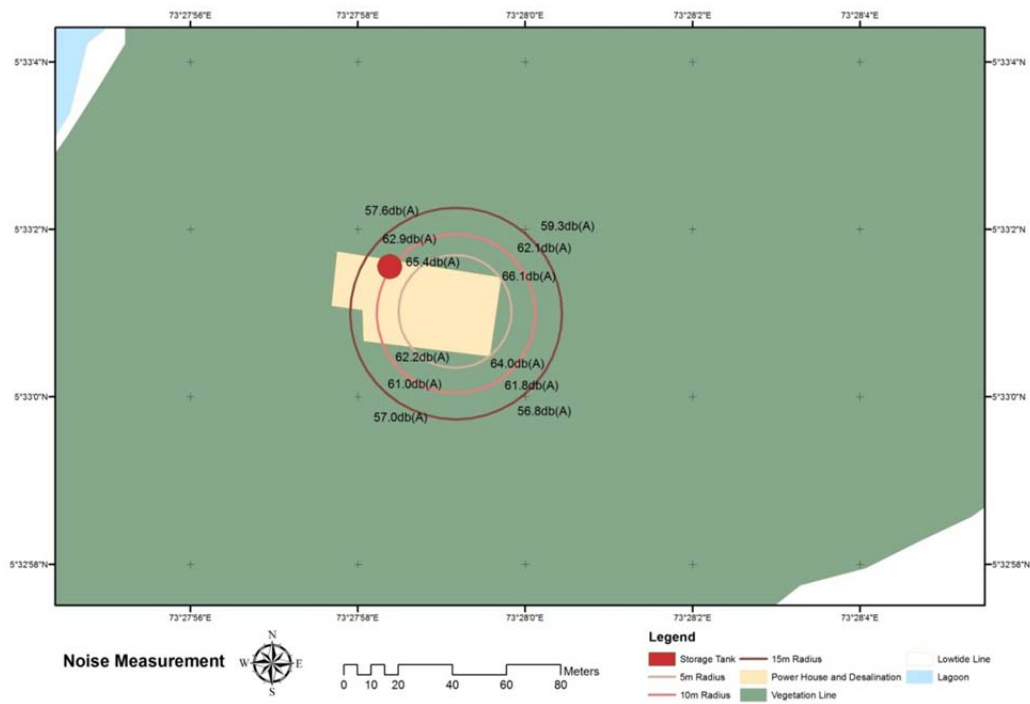 73°27'56"E 73°27'58"E 73°28'0"E 73°28'2"E 73°28'4"E
5°33'4"N 5°33'4"N
57.6db(A)
59.3db(A)
5°33'2"N 5°33'2"N
62.9db(A)
62.1db(A)
65.4db(A)
66.1db(A)
62.2db(A)
64.0db(A)
61.0db(A)
61.8db(A)
5°33'0"N 5°33'0"N
57.0db(A)
56.8db(A)
5°32'58"N 5°32'58"N
73°27'56"E 73°27'58"E 73°28'0"E 73°28'2"E 73°28'4"E
Noise Measurement
N
W E
S
Meters
0 10 20 40 60 80
Legend
Storage Tank 15m Radius Lowtide Line
5m Radius Power House and Desalination Lagoon
10m Radius Vegetation Line